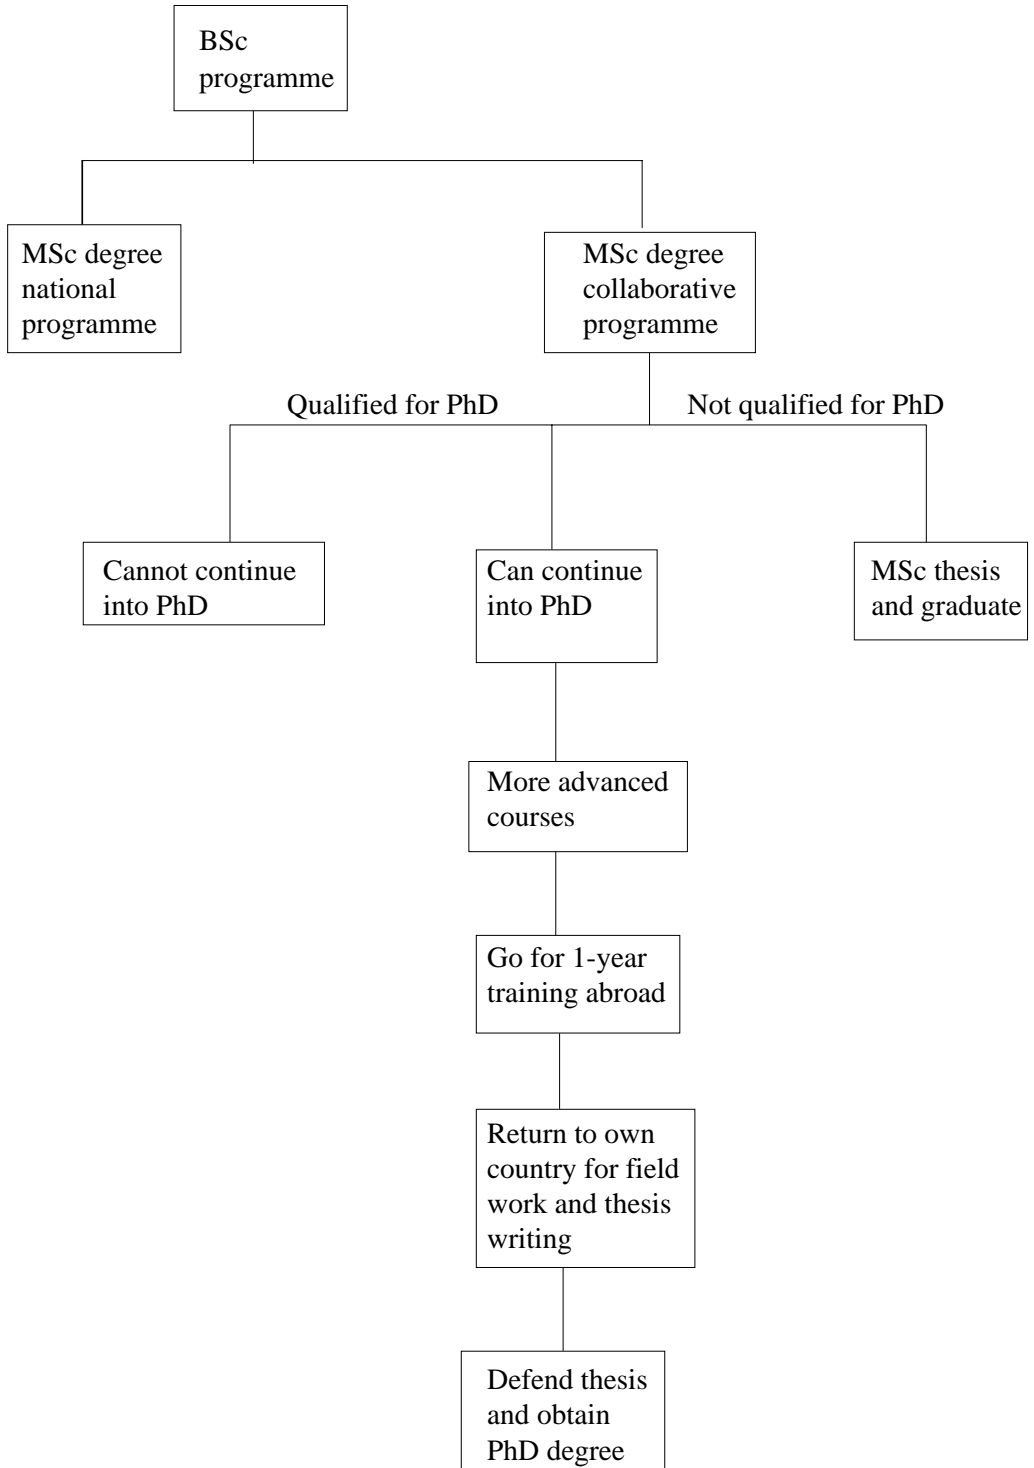 BSc
programme
MSc degree
national
programme
MSc degree
collaborative
programme
Qualified for PhD
Not qualified for PhD
Cannot continue
into PhD
Can continue
into PhD
MSc thesis
and graduate
More advanced
courses
Go for 1-year
training abroad
Return to own
country for field
work and thesis
writing
Defend thesis
and obtain
PhD degree